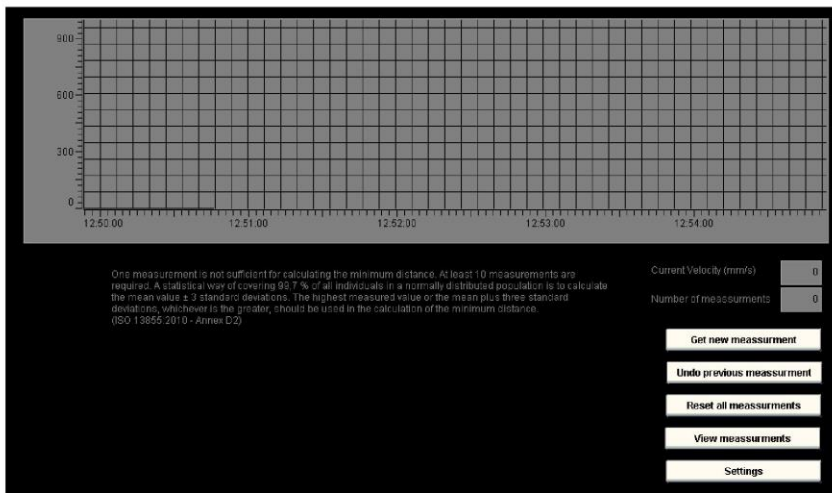 900
600
300
0
12:50:00 12:51:00 12:52:00 12:53:00 12:54:00
One measurement is not sufficient for calculating the minimum distance. At least 10 measurements are
required. A statistical way of covering 99,7 % of all individuals in a normally distributed population is to calculate
the mean value ± 3 standard deviations. The highest measured value or the mean plus three standard
deviations, whichever is the greater, should be used in the calculation of the minimum distance.
(ISO 13855:2010 - Annex D2)
Current Velocity (mm/s) 0
Number of meassurments 0
Get new meassurment
Undo previous meassurment
Reset all meassurments
View meassurments
Settings